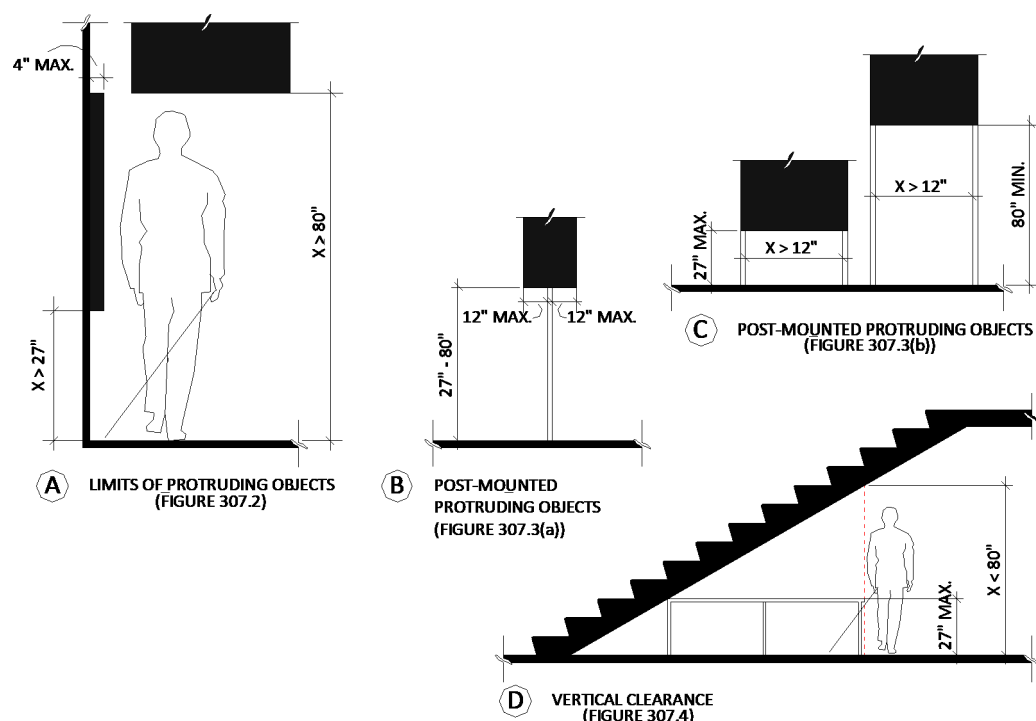 4" MAX.
X > 80"
X > 27"
A
LIMITS OF PROTRUDING OBJECTS
(FIGURE 307.2)
12" MAX.
12" MAX.
27" - 80"
B
POST-MOUNTED
PROTRUDING OBJECTS
(FIGURE 307.3(a))
27" MAX.
X > 12"
X > 12"
80" MIN.
C
POST-MOUNTED PROTRUDING OBJECTS
(FIGURE 307.3(b))
X < 80"
27" MAX.
D
VERTICAL CLEARANCE
(FIGURE 307.4)